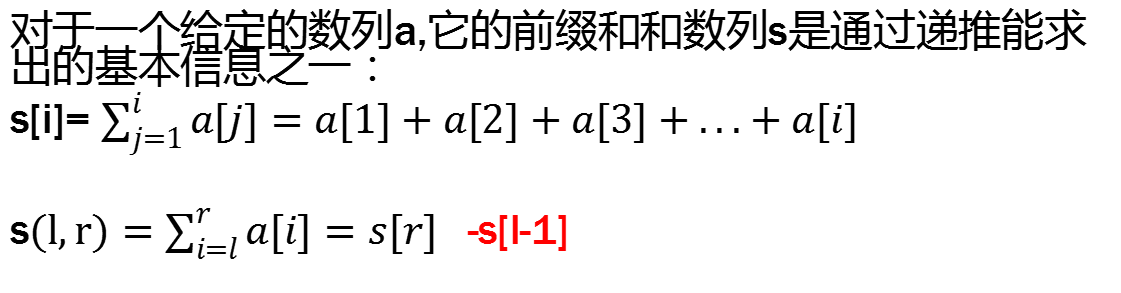 对于一个给定的数列a,它的前缀和和数列s是通过递推能求
出的基本信息之一：
s[i]= ∑_{j=1}^{i} a[j] = a[1] + a[2] + a[3] + ... + a[i]
s(l, r) = ∑_{i=l}^{r} a[i] = s[r] -s[l-1]